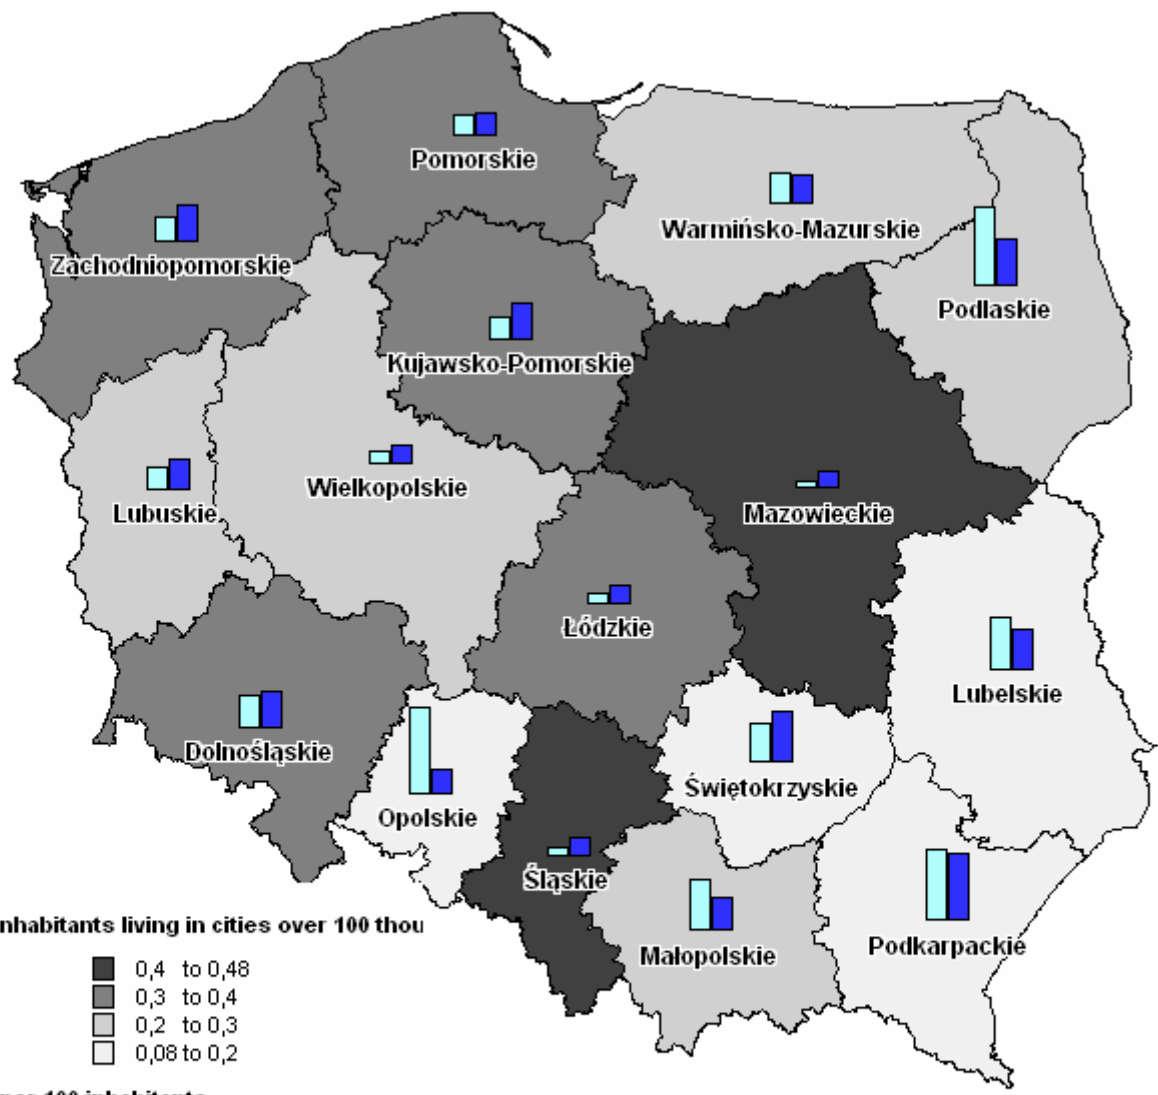 Pomorskie
Warmińsko-Mazurskie
Zachodniopomorskie
Podlaskie
Kujawsko-Pomorskie
Wielkopolskie
Lubuskie
Mazowieckie
Łódzkie
Lubelskie
Dolnośląskie
Świętokrzyskie
Opolskie
Śląskie
Małopolskie
Podkarpackie
nhabitants living in cities over 100 thou
0,4 to 0,48
0,3 to 0,4
0,2 to 0,3
0,08 to 0,2
100 inhabitants